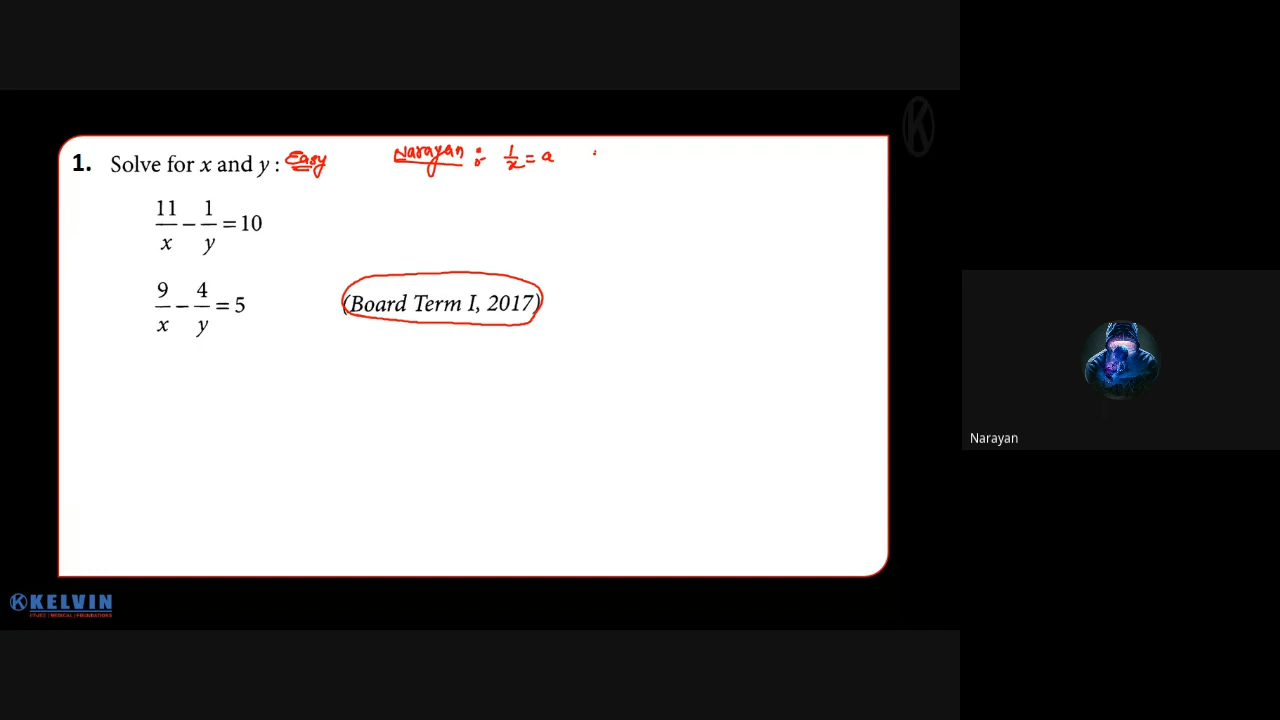 1. Solve for x and y : Easy
Narayan : 1/x = a
11/x − 1/y = 10
9/x − 4/y = 5
(Board Term I, 2017)
Narayan
KELVIN